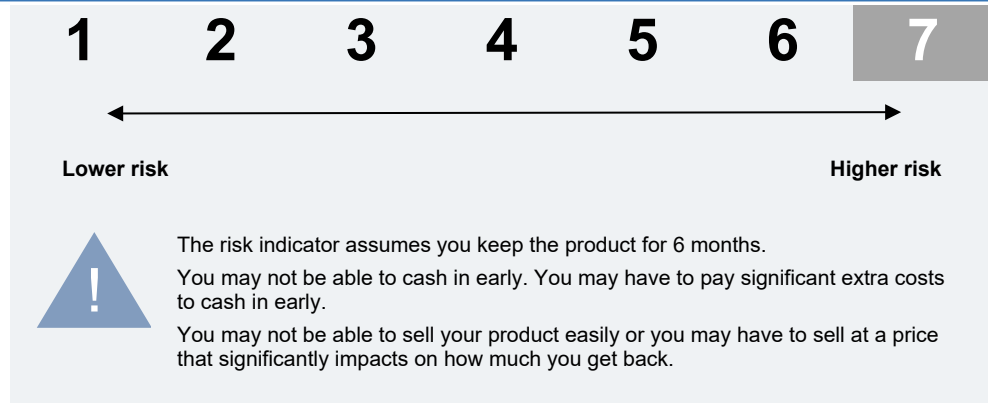 1 2 3 4 5 6 7
Lower risk Higher risk
!
The risk indicator assumes you keep the product for 6 months.
You may not be able to cash in early. You may have to pay significant extra costs
to cash in early.
You may not be able to sell your product easily or you may have to sell at a price
that significantly impacts on how much you get back.